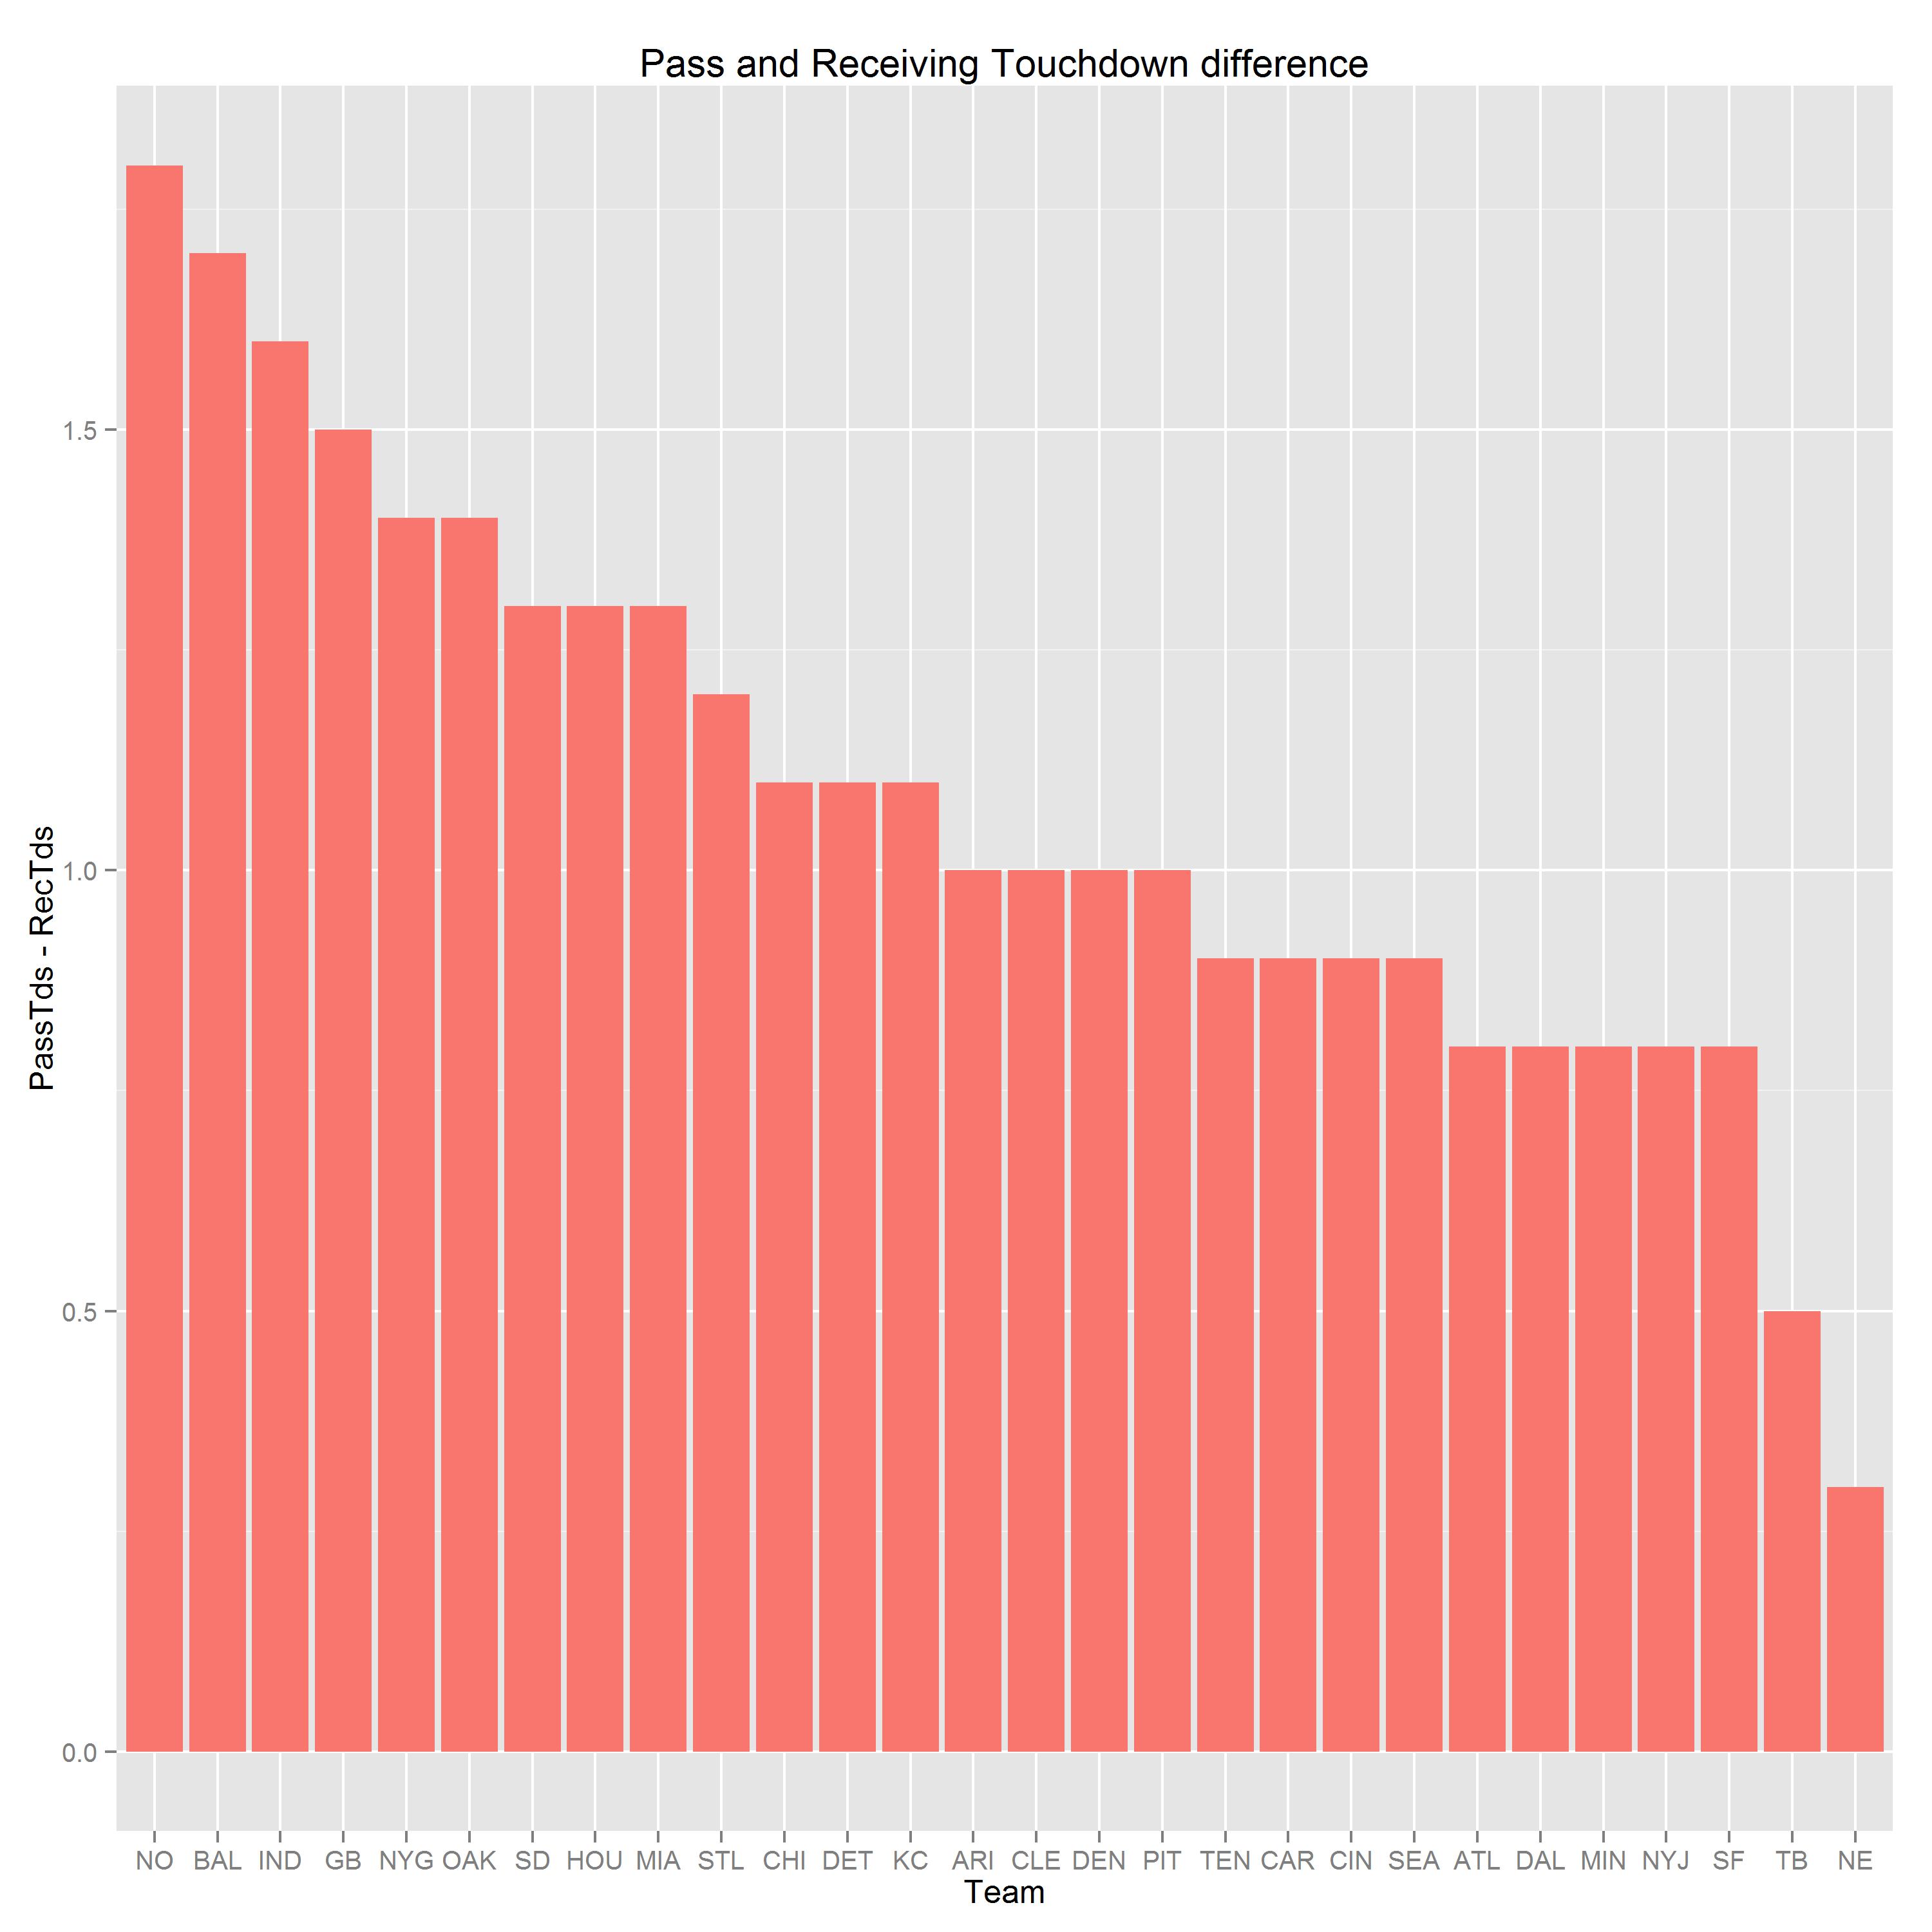 Pass and Receiving Touchdown difference
PassTds - RecTds
1.5
1.0
0.5
0.0
NO BAL IND GB NYG OAK SD HOU MIA STL CHI DET KC ARI CLE DEN PIT TEN CAR CIN SEA ATL DAL MIN NYJ SF TB NE
Team